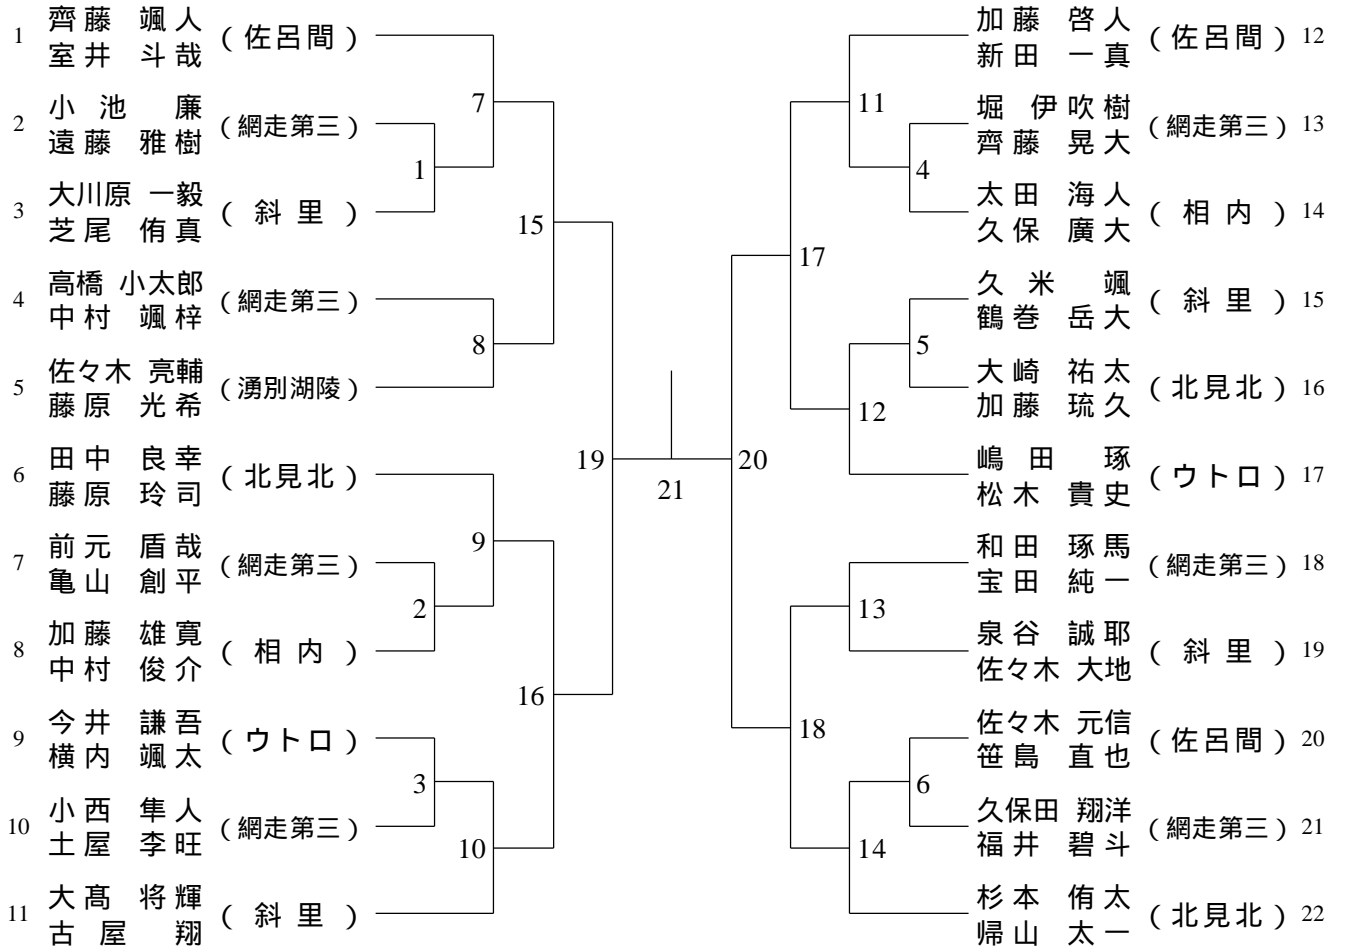 1 齊藤 颯人 (佐呂間)
室井 斗哉
2 小池 廉 (網走第三)
遠藤 雅樹
3 大川原 一毅 (斜里)
芝尾 侑真
4 高橋 小太郎 (網走第三)
中村 颯梓
5 佐々木 亮輔 (湧別湖陵)
藤原 光希
6 田中 良幸 (北見北)
藤原 玲司
7 前元 盾哉 (網走第三)
亀山 創平
8 加藤 雄寛 (相内)
中村 俊介
9 今井 謙吾 (ウトロ)
横内 颯太
10 小西 隼人 (網走第三)
土屋 李旺
11 大髙 将輝 (斜里)
古屋 翔
7
1
15
8
19
9
2
16
3
10
21
20
11
4
17
5
12
13
18
6
14
加藤 啓人 (佐呂間) 12
新田 一真
堀 伊吹樹 (網走第三) 13
齊藤 晃大
太田 海人 (相内) 14
久保 廣大
久米 颯 (斜里) 15
鶴巻 岳大
大崎 祐太 (北見北) 16
加藤 琉久
嶋田 琢 (ウトロ) 17
松木 貴史
和田 琢馬 (網走第三) 18
宝田 純一
泉谷 誠耶 (斜里) 19
佐々木 大地
佐々木 元信 (佐呂間) 20
笹島 直也
久保田 翔洋 (網走第三) 21
福井 碧斗
杉本 侑太 (北見北) 22
帰山 太一